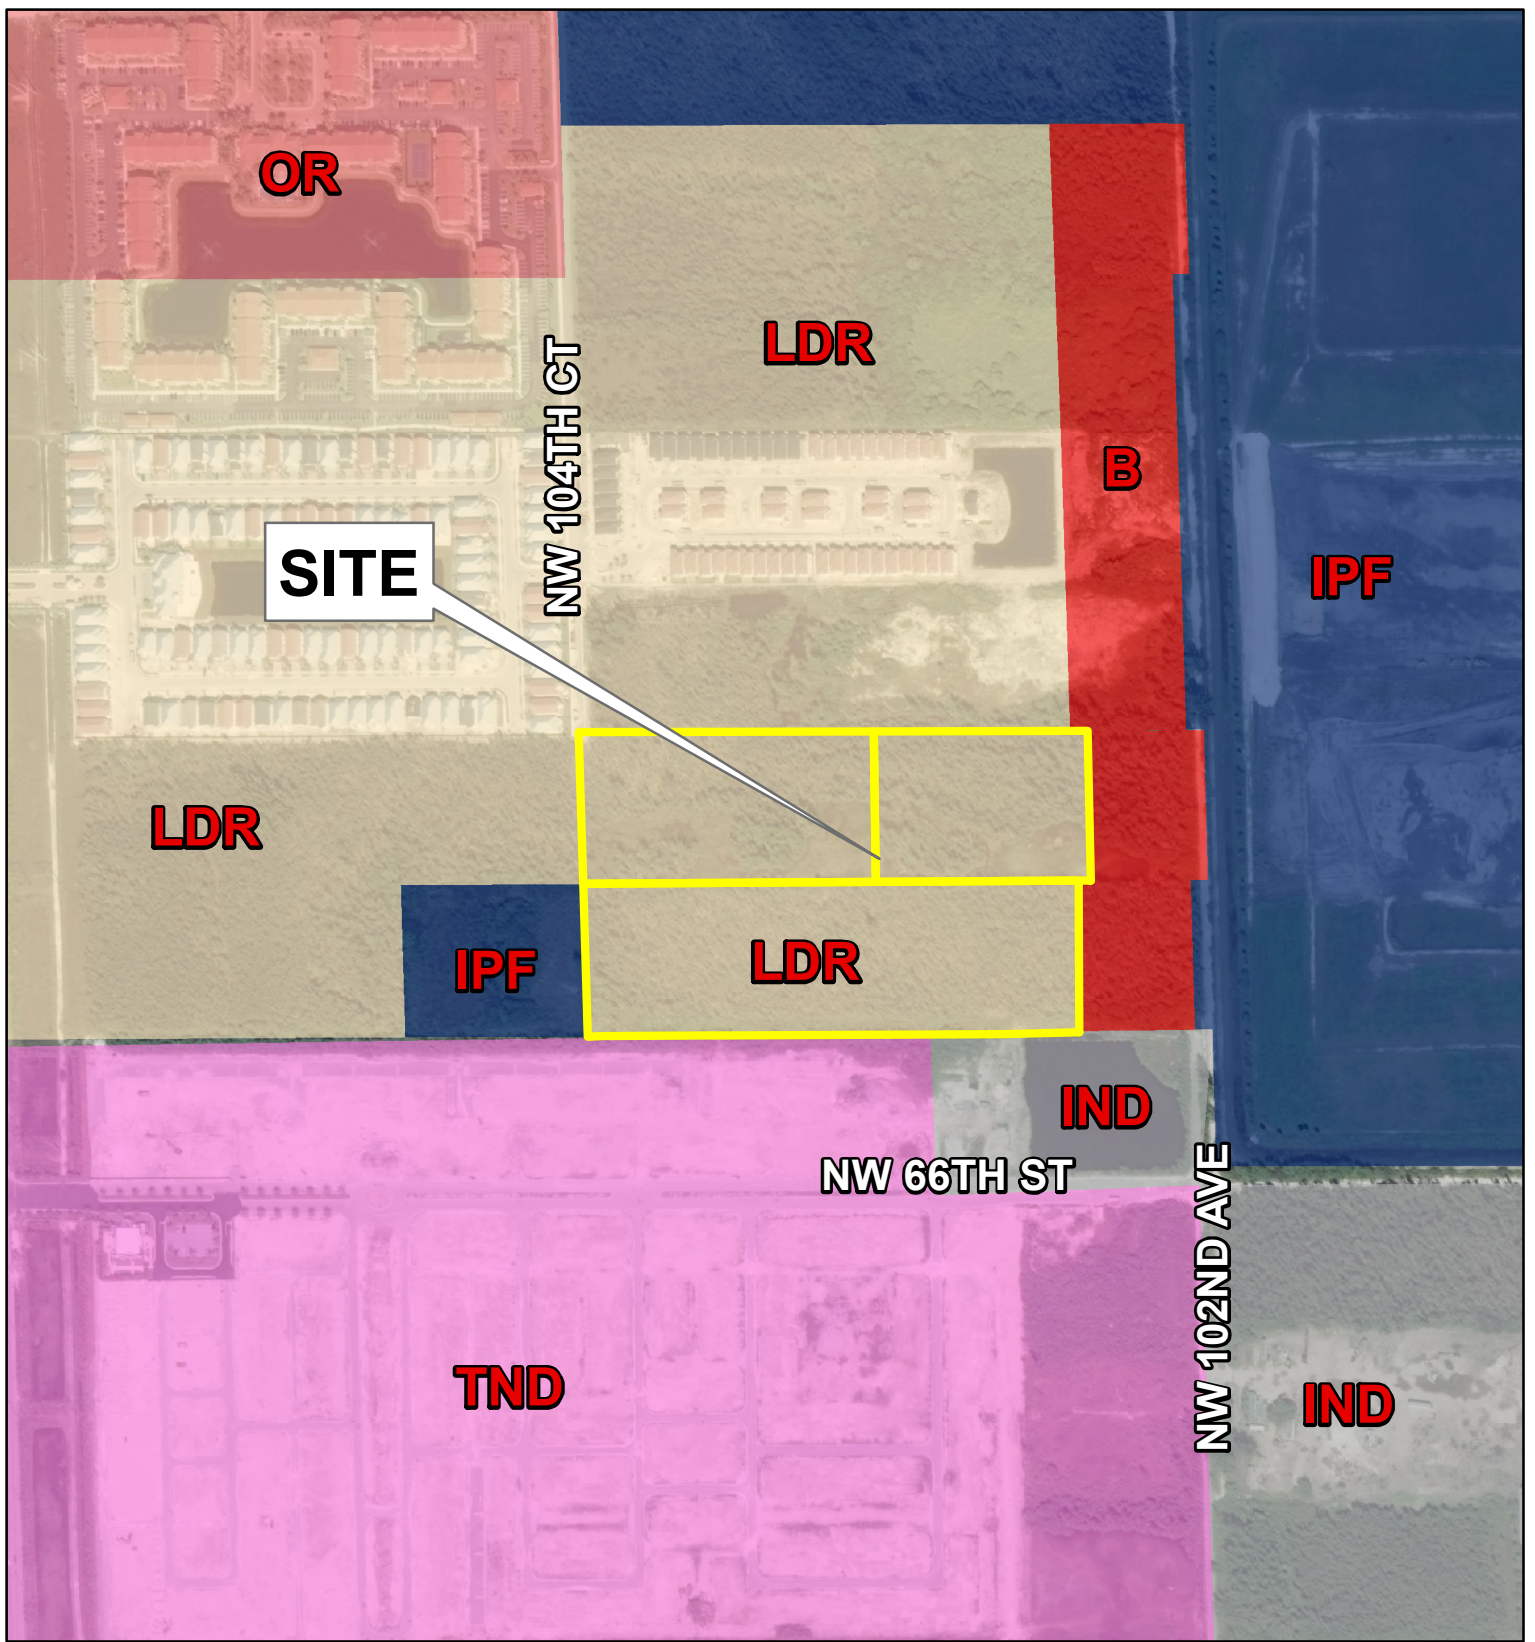 OR
LDR
NW 104TH CT
B
SITE
IPF
LDR
IPF
LDR
IND
NW 66TH ST
NW 102ND AVE
TND
IND